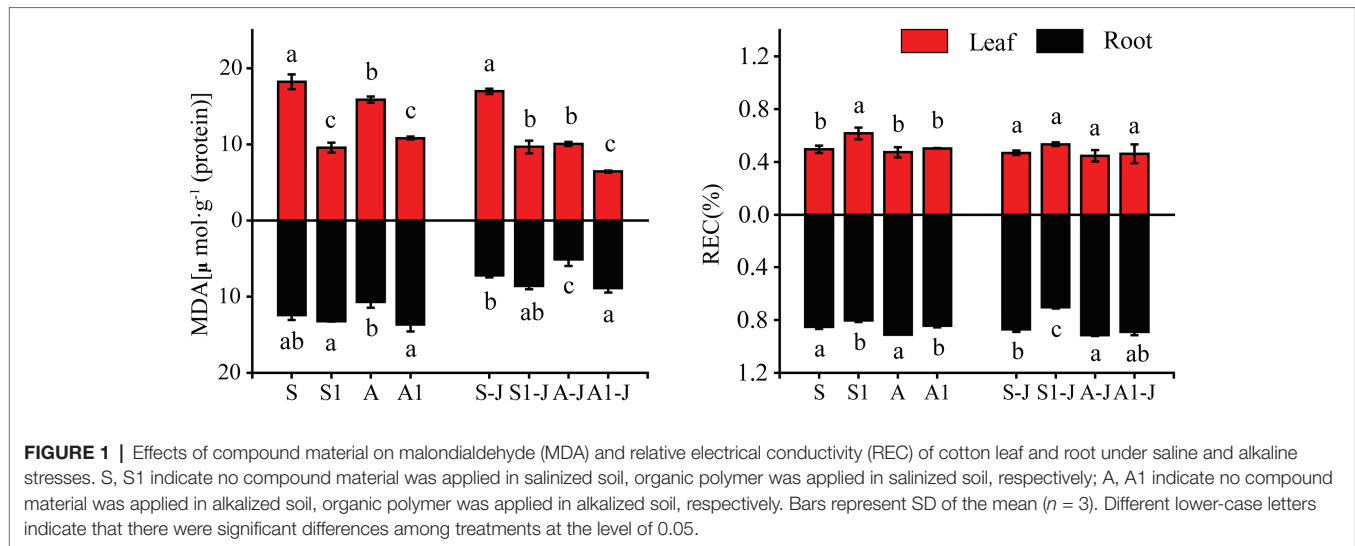 Leaf Root
MDA[μ mol·g⁻¹ (protein)]
20
10
0
10
20
a
c
b
c
a
b
b
c
ab
a
b
a
b
ab
c
a
S S1 A A1 S-J S1-J A-J A1-J
REC(%)
1.2
0.8
0.4
0.0
0.4
0.8
1.2
b
a
b
b
a
a
a
a
a
b
a
b
b
c
a
ab
S S1 A A1 S-J S1-J A-J A1-J
FIGURE 1 | Effects of compound material on malondialdehyde (MDA) and relative electrical conductivity (REC) of cotton leaf and root under saline and alkaline
stresses. S, S1 indicate no compound material was applied in salinized soil, organic polymer was applied in salinized soil, respectively; A, A1 indicate no compound
material was applied in alkalized soil, organic polymer was applied in alkalized soil, respectively. Bars represent SD of the mean (n = 3). Different lower-case letters
indicate that there were significant differences among treatments at the level of 0.05.